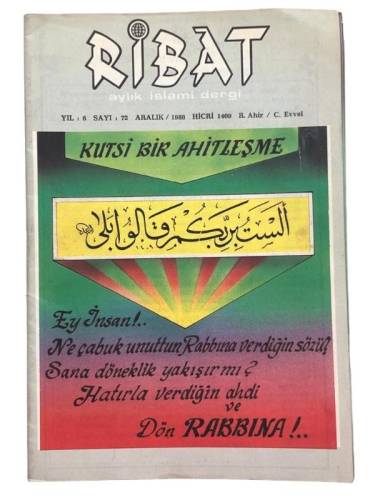 RİBAT
aylık islami dergi
YIL : 6 SAYI : 72 ARALIK / 1988 HİCRİ 1409 R. Ahir / C. Evvel
KUTSİ BİR AHİTLEŞME
ألست بربكم قالوا بلى
Ey İnsan!..
Ne çabuk unuttun Rabbına verdiğin sözü?
Sana döneklik yakışır mı?
Hatırla verdiğin ahdi
ve
Dön RABBINA!..